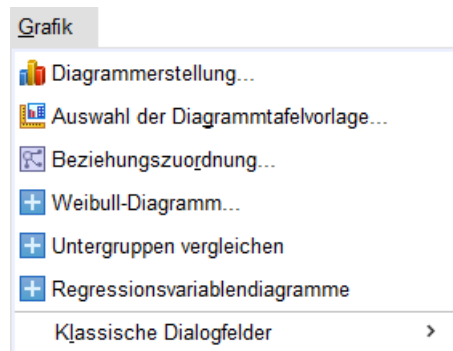 Grafik
Diagrammerstellung...
Auswahl der Diagrammtafelvorlage...
Beziehungszuordnung...
Weibull-Diagramm...
Untergruppen vergleichen
Regressionsvariablendiagramme
Klassische Dialogfelder